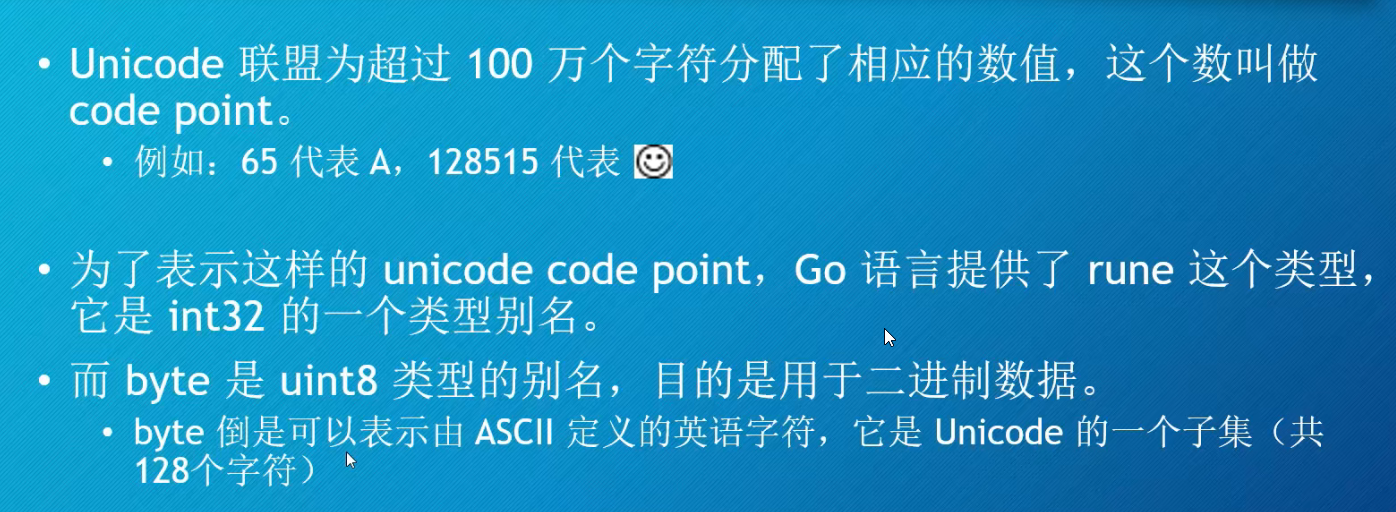 • Unicode 联盟为超过 100 万个字符分配了相应的数值，这个数叫做
code point。
• 例如：65 代表 A，128515 代表 😃
• 为了表示这样的 unicode code point，Go 语言提供了 rune 这个类型，
它是 int32 的一个类型别名。
• 而 byte 是 uint8 类型的别名，目的是用于二进制数据。
• byte 倒是可以表示由 ASCII 定义的英语字符，它是 Unicode 的一个子集（共
128个字符）